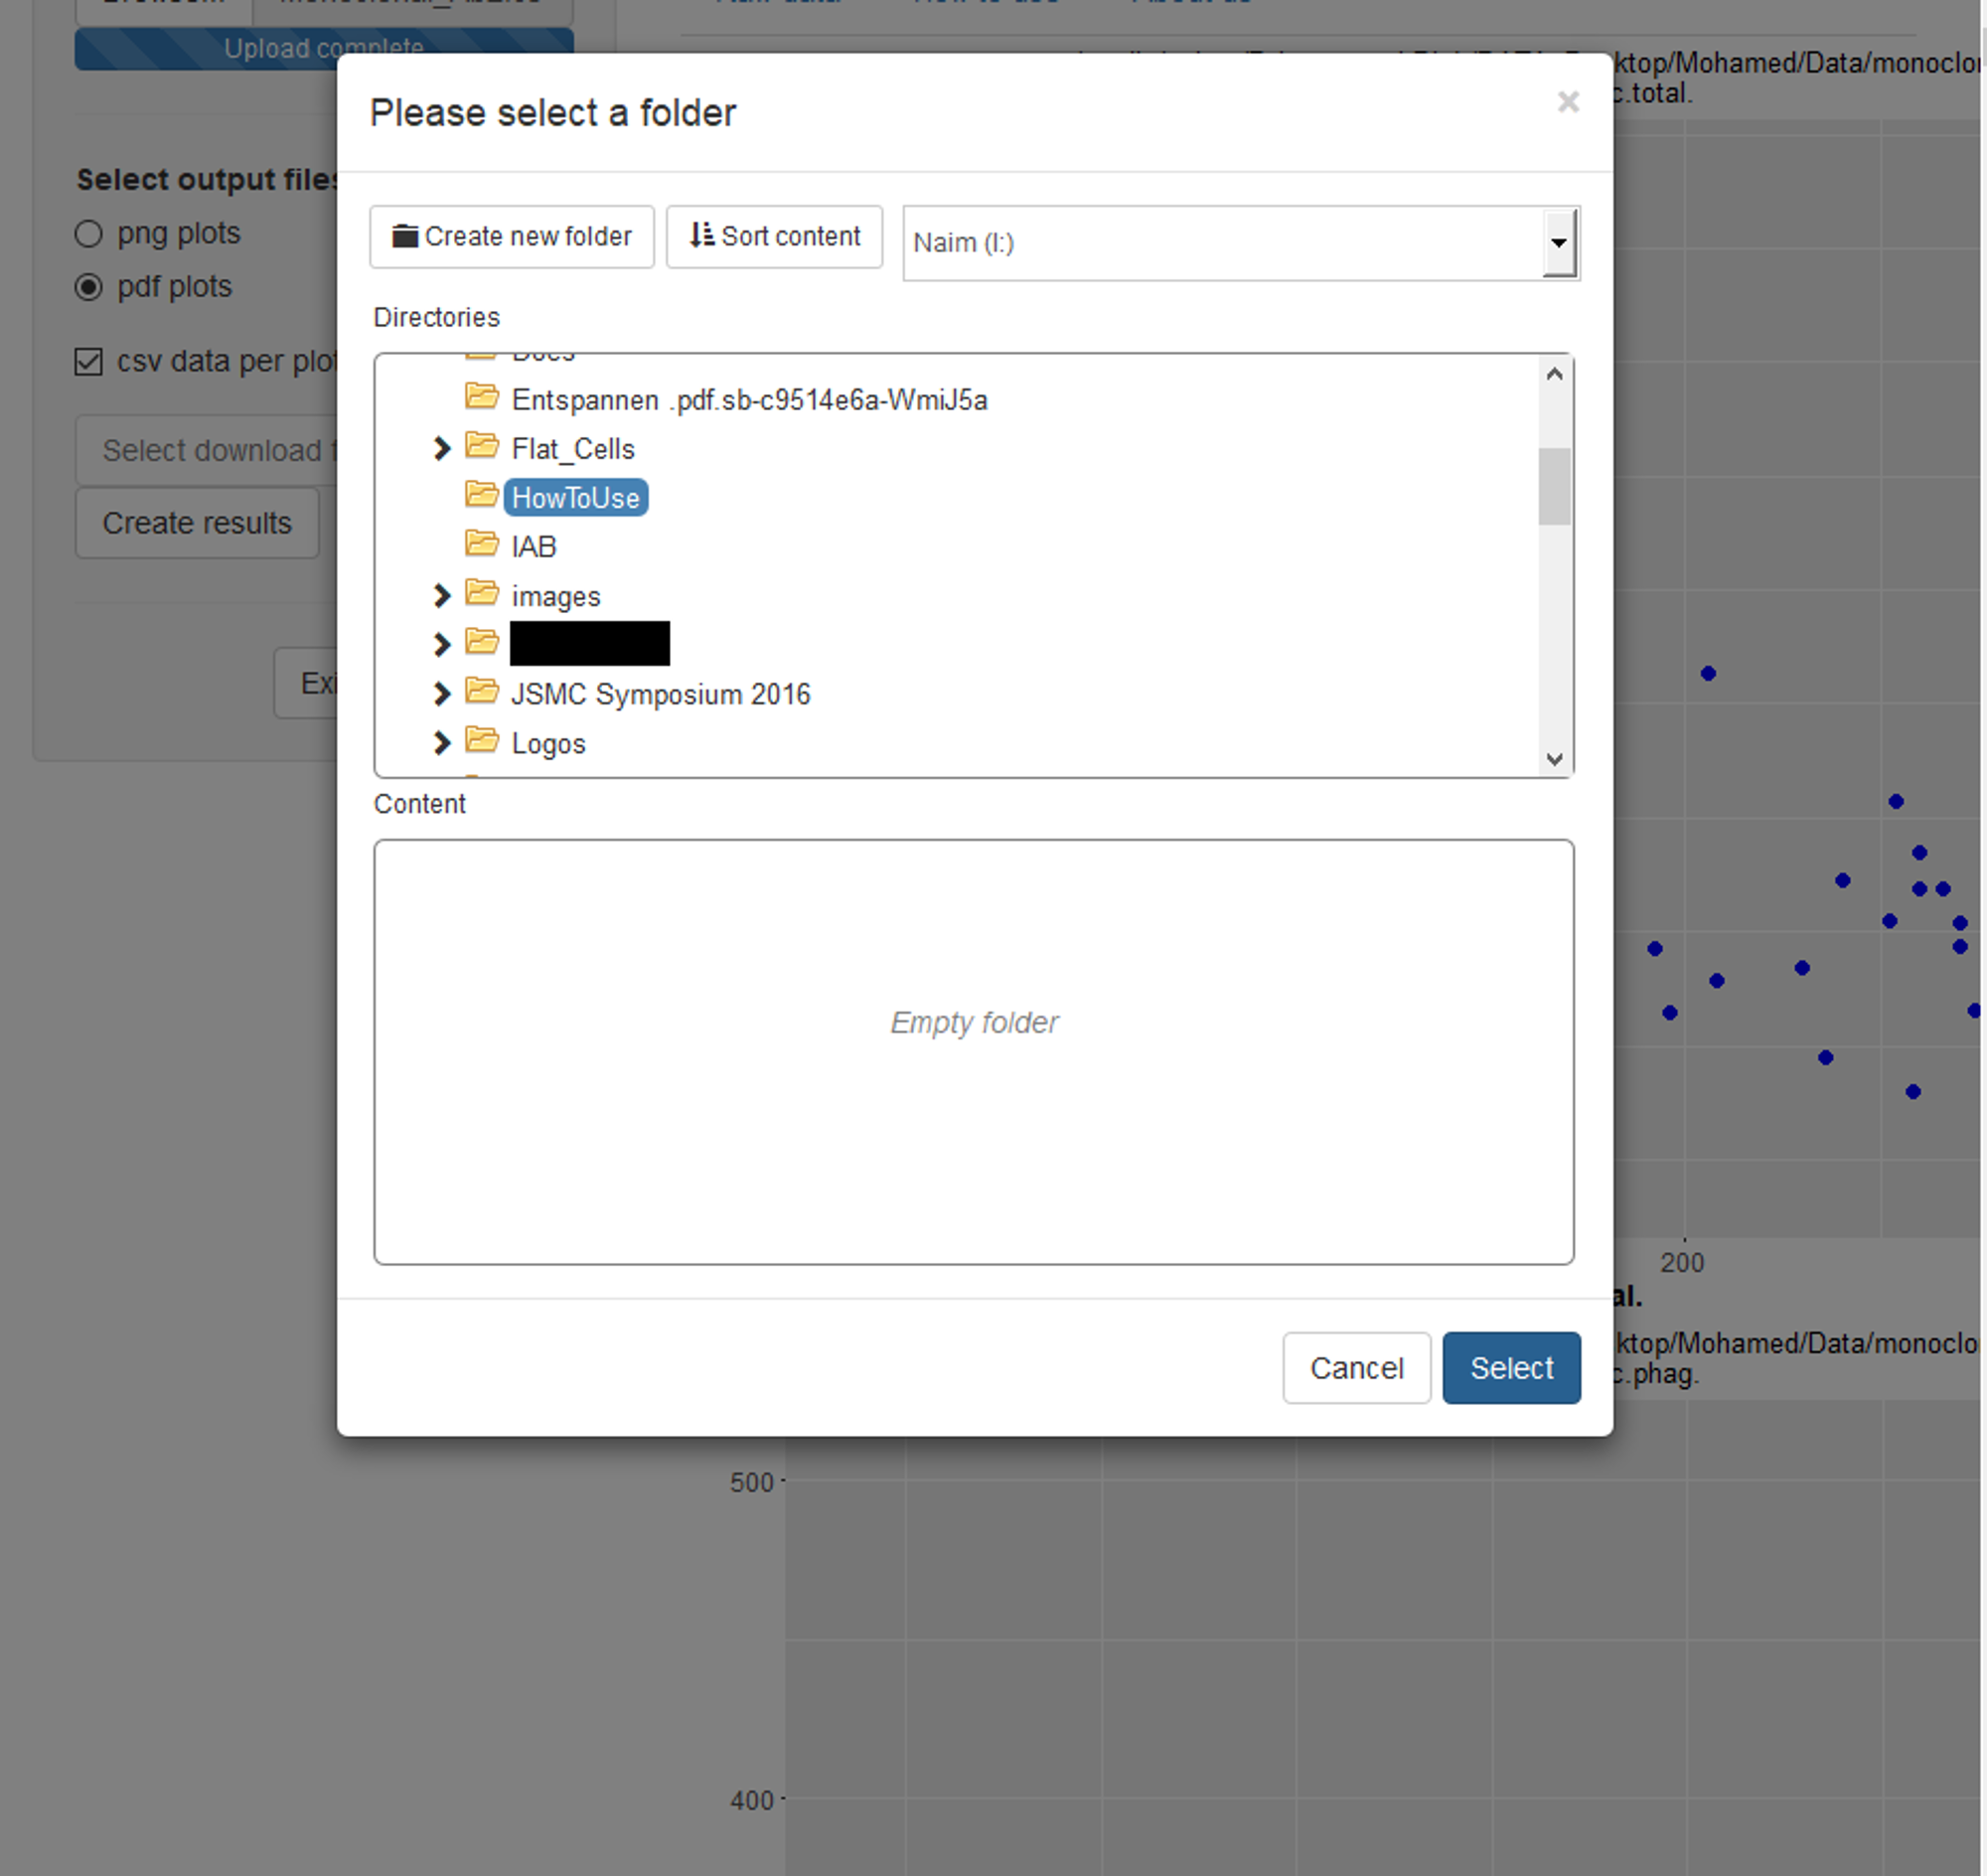 Upload complete
ktop/Mohamed/Data/monoclo
c.total.
Please select a folder
×
Select output files
png plots
pdf plots
csv data per plot
Select download f
Create results
Exi
Create new folder
Sort content
Naim (I:)
Directories
Docs
Entspannen .pdf.sb-c9514e6a-WmiJ5a
Flat_Cells
HowToUse
IAB
images
JSMC Symposium 2016
Logos
Content
Empty folder
Cancel
Select
200
al.
ktop/Mohamed/Data/monoclo
c.phag.
500
400